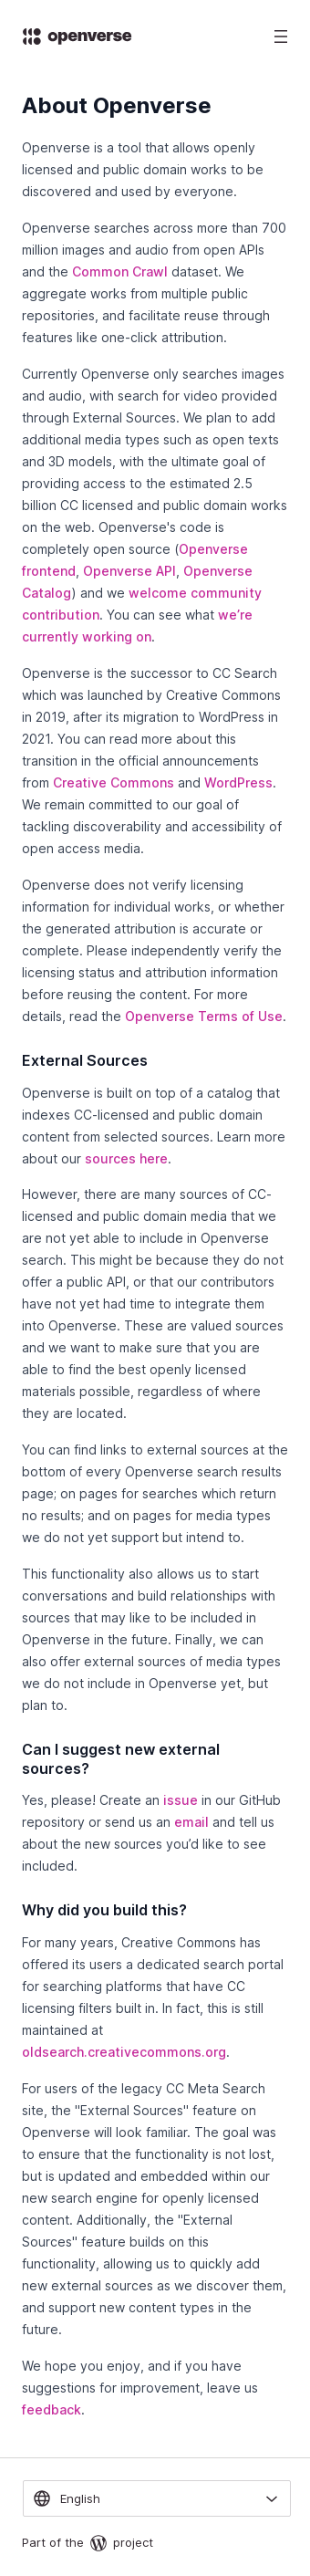 openverse
About Openverse
Openverse is a tool that allows openly
licensed and public domain works to be
discovered and used by everyone.
Openverse searches across more than 700
million images and audio from open APIs
and the Common Crawl dataset. We
aggregate works from multiple public
repositories, and facilitate reuse through
features like one-click attribution.
Currently Openverse only searches images
and audio, with search for video provided
through External Sources. We plan to add
additional media types such as open texts
and 3D models, with the ultimate goal of
providing access to the estimated 2.5
billion CC licensed and public domain works
on the web. Openverse's code is
completely open source (Openverse
frontend, Openverse API, Openverse
Catalog) and we welcome community
contribution. You can see what we’re
currently working on.
Openverse is the successor to CC Search
which was launched by Creative Commons
in 2019, after its migration to WordPress in
2021. You can read more about this
transition in the official announcements
from Creative Commons and WordPress.
We remain committed to our goal of
tackling discoverability and accessibility of
open access media.
Openverse does not verify licensing
information for individual works, or whether
the generated attribution is accurate or
complete. Please independently verify the
licensing status and attribution information
before reusing the content. For more
details, read the Openverse Terms of Use.
External Sources
Openverse is built on top of a catalog that
indexes CC-licensed and public domain
content from selected sources. Learn more
about our sources here.
However, there are many sources of CC-
licensed and public domain media that we
are not yet able to include in Openverse
search. This might be because they do not
offer a public API, or that our contributors
have not yet had time to integrate them
into Openverse. These are valued sources
and we want to make sure that you are
able to find the best openly licensed
materials possible, regardless of where
they are located.
You can find links to external sources at the
bottom of every Openverse search results
page; on pages for searches which return
no results; and on pages for media types
we do not yet support but intend to.
This functionality also allows us to start
conversations and build relationships with
sources that may like to be included in
Openverse in the future. Finally, we can
also offer external sources of media types
we do not include in Openverse yet, but
plan to.
Can I suggest new external
sources?
Yes, please! Create an issue in our GitHub
repository or send us an email and tell us
about the new sources you’d like to see
included.
Why did you build this?
For many years, Creative Commons has
offered its users a dedicated search portal
for searching platforms that have CC
licensing filters built in. In fact, this is still
maintained at
oldsearch.creativecommons.org.
For users of the legacy CC Meta Search
site, the "External Sources" feature on
Openverse will look familiar. The goal was
to ensure that the functionality is not lost,
but is updated and embedded within our
new search engine for openly licensed
content. Additionally, the "External
Sources" feature builds on this
functionality, allowing us to quickly add
new external sources as we discover them,
and support new content types in the
future.
We hope you enjoy, and if you have
suggestions for improvement, leave us
feedback.
English
Part of the project